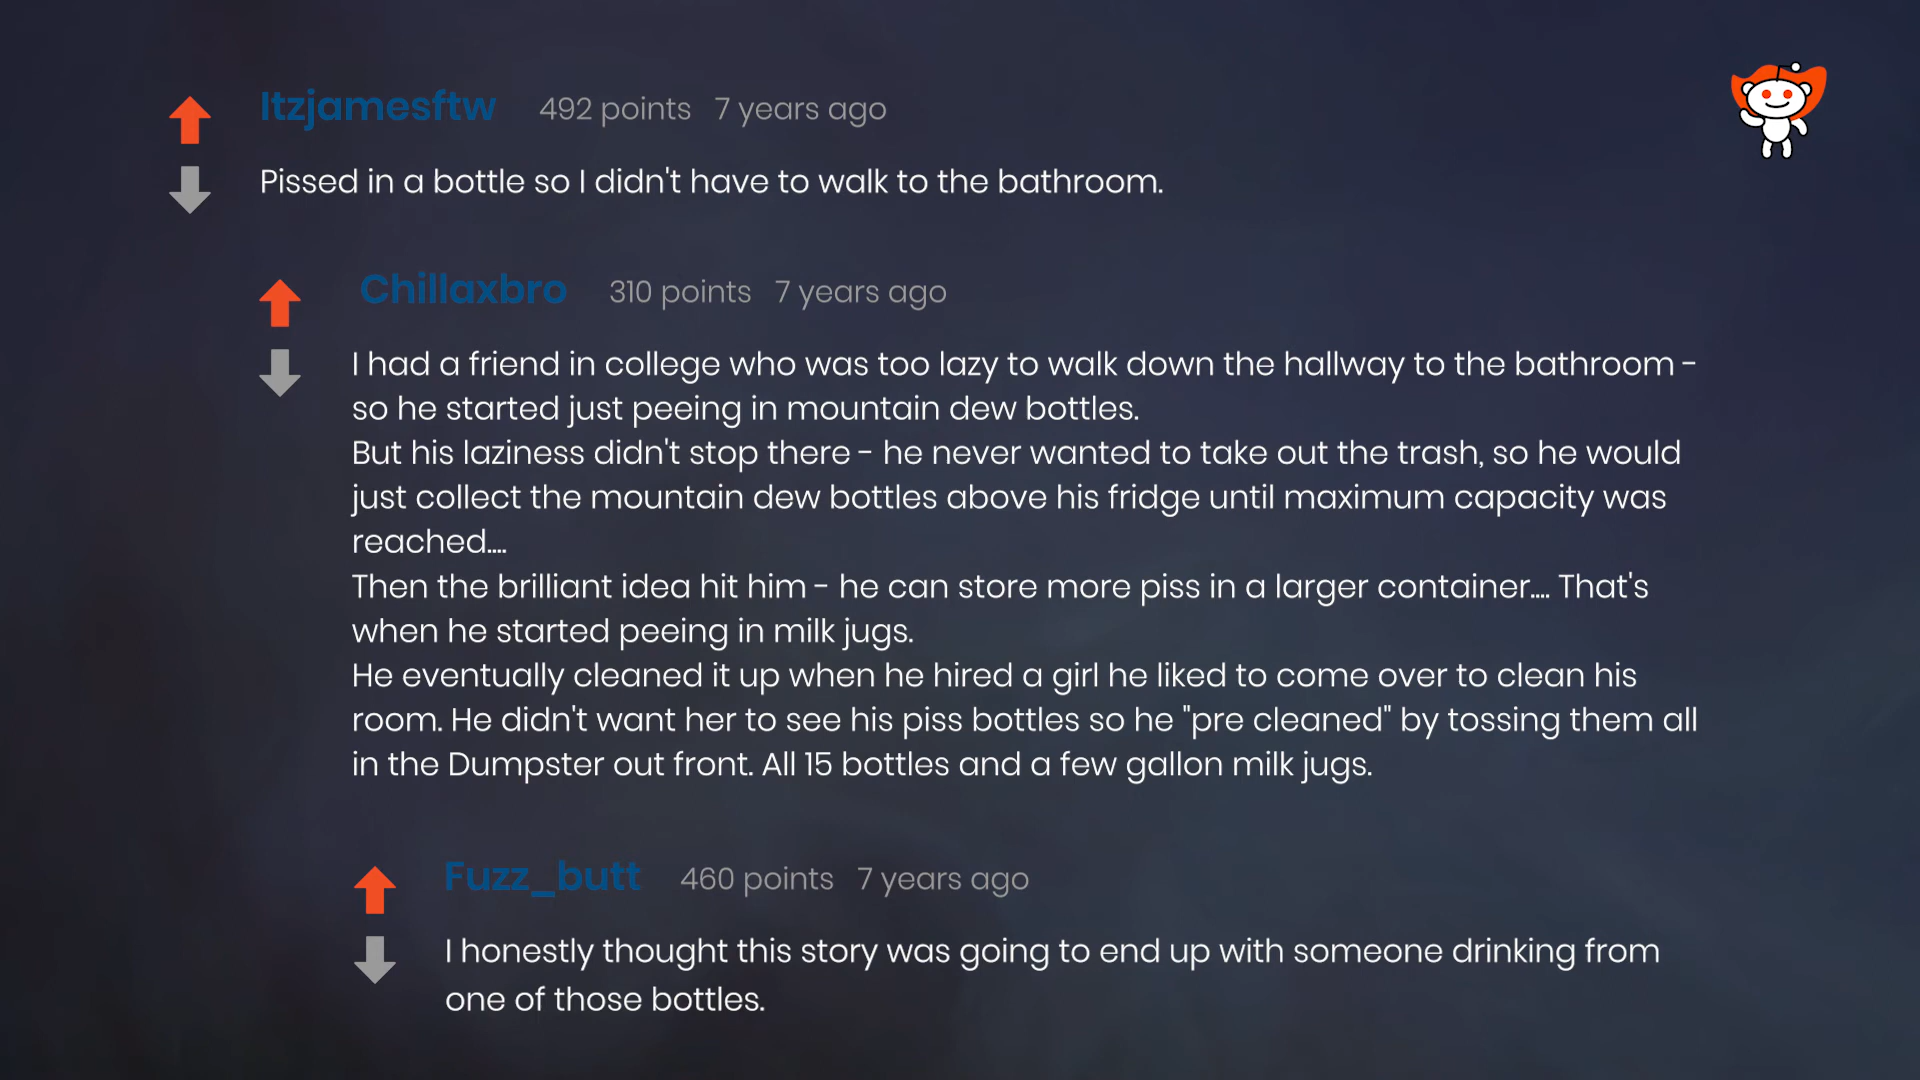 Itzjamesftw 492 points 7 years ago
Pissed in a bottle so I didn't have to walk to the bathroom.
Chillaxbro 310 points 7 years ago
I had a friend in college who was too lazy to walk down the hallway to the bathroom -
so he started just peeing in mountain dew bottles.
But his laziness didn't stop there - he never wanted to take out the trash, so he would
just collect the mountain dew bottles above his fridge until maximum capacity was
reached....
Then the brilliant idea hit him - he can store more piss in a larger container.... That's
when he started peeing in milk jugs.
He eventually cleaned it up when he hired a girl he liked to come over to clean his
room. He didn't want her to see his piss bottles so he "pre cleaned" by tossing them all
in the Dumpster out front. All 15 bottles and a few gallon milk jugs.
Fuzz_butt 460 points 7 years ago
I honestly thought this story was going to end up with someone drinking from
one of those bottles.